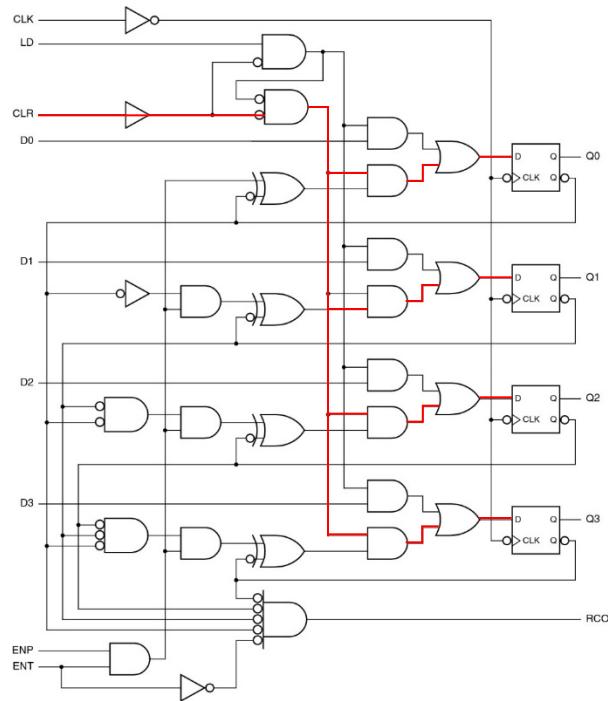 CLK
LD
CLR
D0
D Q Q0
CLK Q
D1
D Q Q1
CLK Q
D2
D Q Q2
CLK Q
D3
D Q Q3
CLK Q
RCO
ENP
ENT